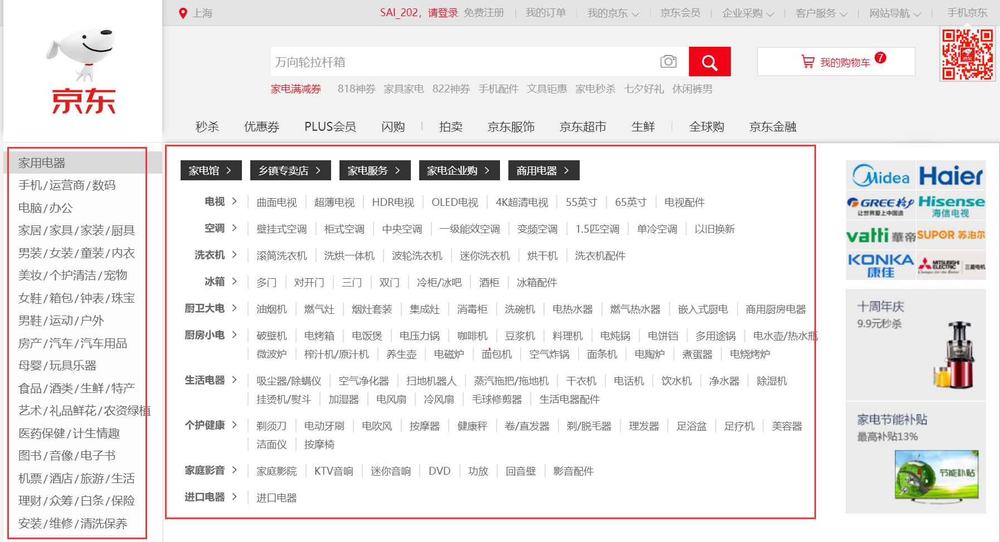 上海
SAI_202，请登录 免费注册 我的订单 我的京东 京东会员 企业采购 客户服务 网站导航 手机京东
京东
万向轮拉杆箱
我的购物车 7
京东
家电满减券 818神券 家具家电 822神券 手机配件 文具钜惠 家电秒杀 七夕好礼 休闲裤男
秒杀 优惠券 PLUS会员 闪购 拍卖 京东服饰 京东超市 生鲜 全球购 京东金融
家用电器
手机/运营商/数码
电脑/办公
家居/家具/家装/厨具
男装/女装/童装/内衣
美妆/个护清洁/宠物
女鞋/箱包/钟表/珠宝
男鞋/运动/户外
房产/汽车/汽车用品
母婴/玩具乐器
食品/酒类/生鲜/特产
艺术/礼品鲜花/农资绿植
医药保健/计生情趣
图书/音像/电子书
机票/酒店/旅游/生活
理财/众筹/白条/保险
安装/维修/清洗保养
家电馆 > 乡镇专卖店 > 家电服务 > 家电企业购 > 商用电器 >
电视 > 曲面电视 超薄电视 HDR电视 OLED电视 4K超清电视 55英寸 65英寸 电视配件
空调 > 壁挂式空调 柜式空调 中央空调 一级能效空调 变频空调 1.5匹空调 单冷空调 以旧换新
洗衣机 > 滚筒洗衣机 洗烘一体机 波轮洗衣机 迷你洗衣机 烘干机 洗衣机配件
冰箱 > 多门 对开门 三门 双门 冷柜/冰吧 酒柜 冰箱配件
厨卫大电 > 油烟机 燃气灶 烟灶套装 集成灶 消毒柜 洗碗机 电热水器 燃气热水器 嵌入式厨电 商用厨房电器
厨房小电 > 破壁机 电烤箱 电饭煲 电压力锅 咖啡机 豆浆机 料理机 电炖锅 电饼铛 多用途锅 电水壶/热水瓶
微波炉 榨汁机/原汁机 养生壶 电磁炉 面包机 空气炸锅 面条机 电陶炉 煮蛋器 电烧烤炉
生活电器 > 吸尘器/除螨仪 空气净化器 扫地机器人 蒸汽拖把/拖地机 干衣机 电话机 饮水机 净水器 除湿机
挂烫机/熨斗 加湿器 电风扇 冷风扇 毛球修剪器 生活电器配件
个护健康 > 剃须刀 电动牙刷 电吹风 按摩器 健康秤 卷/直发器 剃/脱毛器 理发器 足浴盆 足疗机 美容器
洁面仪 按摩椅
家庭影音 > 家庭影院 KTV音响 迷你音响 DVD 功放 回音壁 影音配件
进口电器 > 进口电器
Midea Haier
GREE格力 Hisense
让世界爱上中国造 海信电视
vatti 華帝 SUPOR 苏泊尔
KONKA MITSUBISHI ELECTRIC 三菱电机
康佳 Changes for the Better
十周年庆
9.9元秒杀
家电节能补贴
最高补贴13%
节能补贴